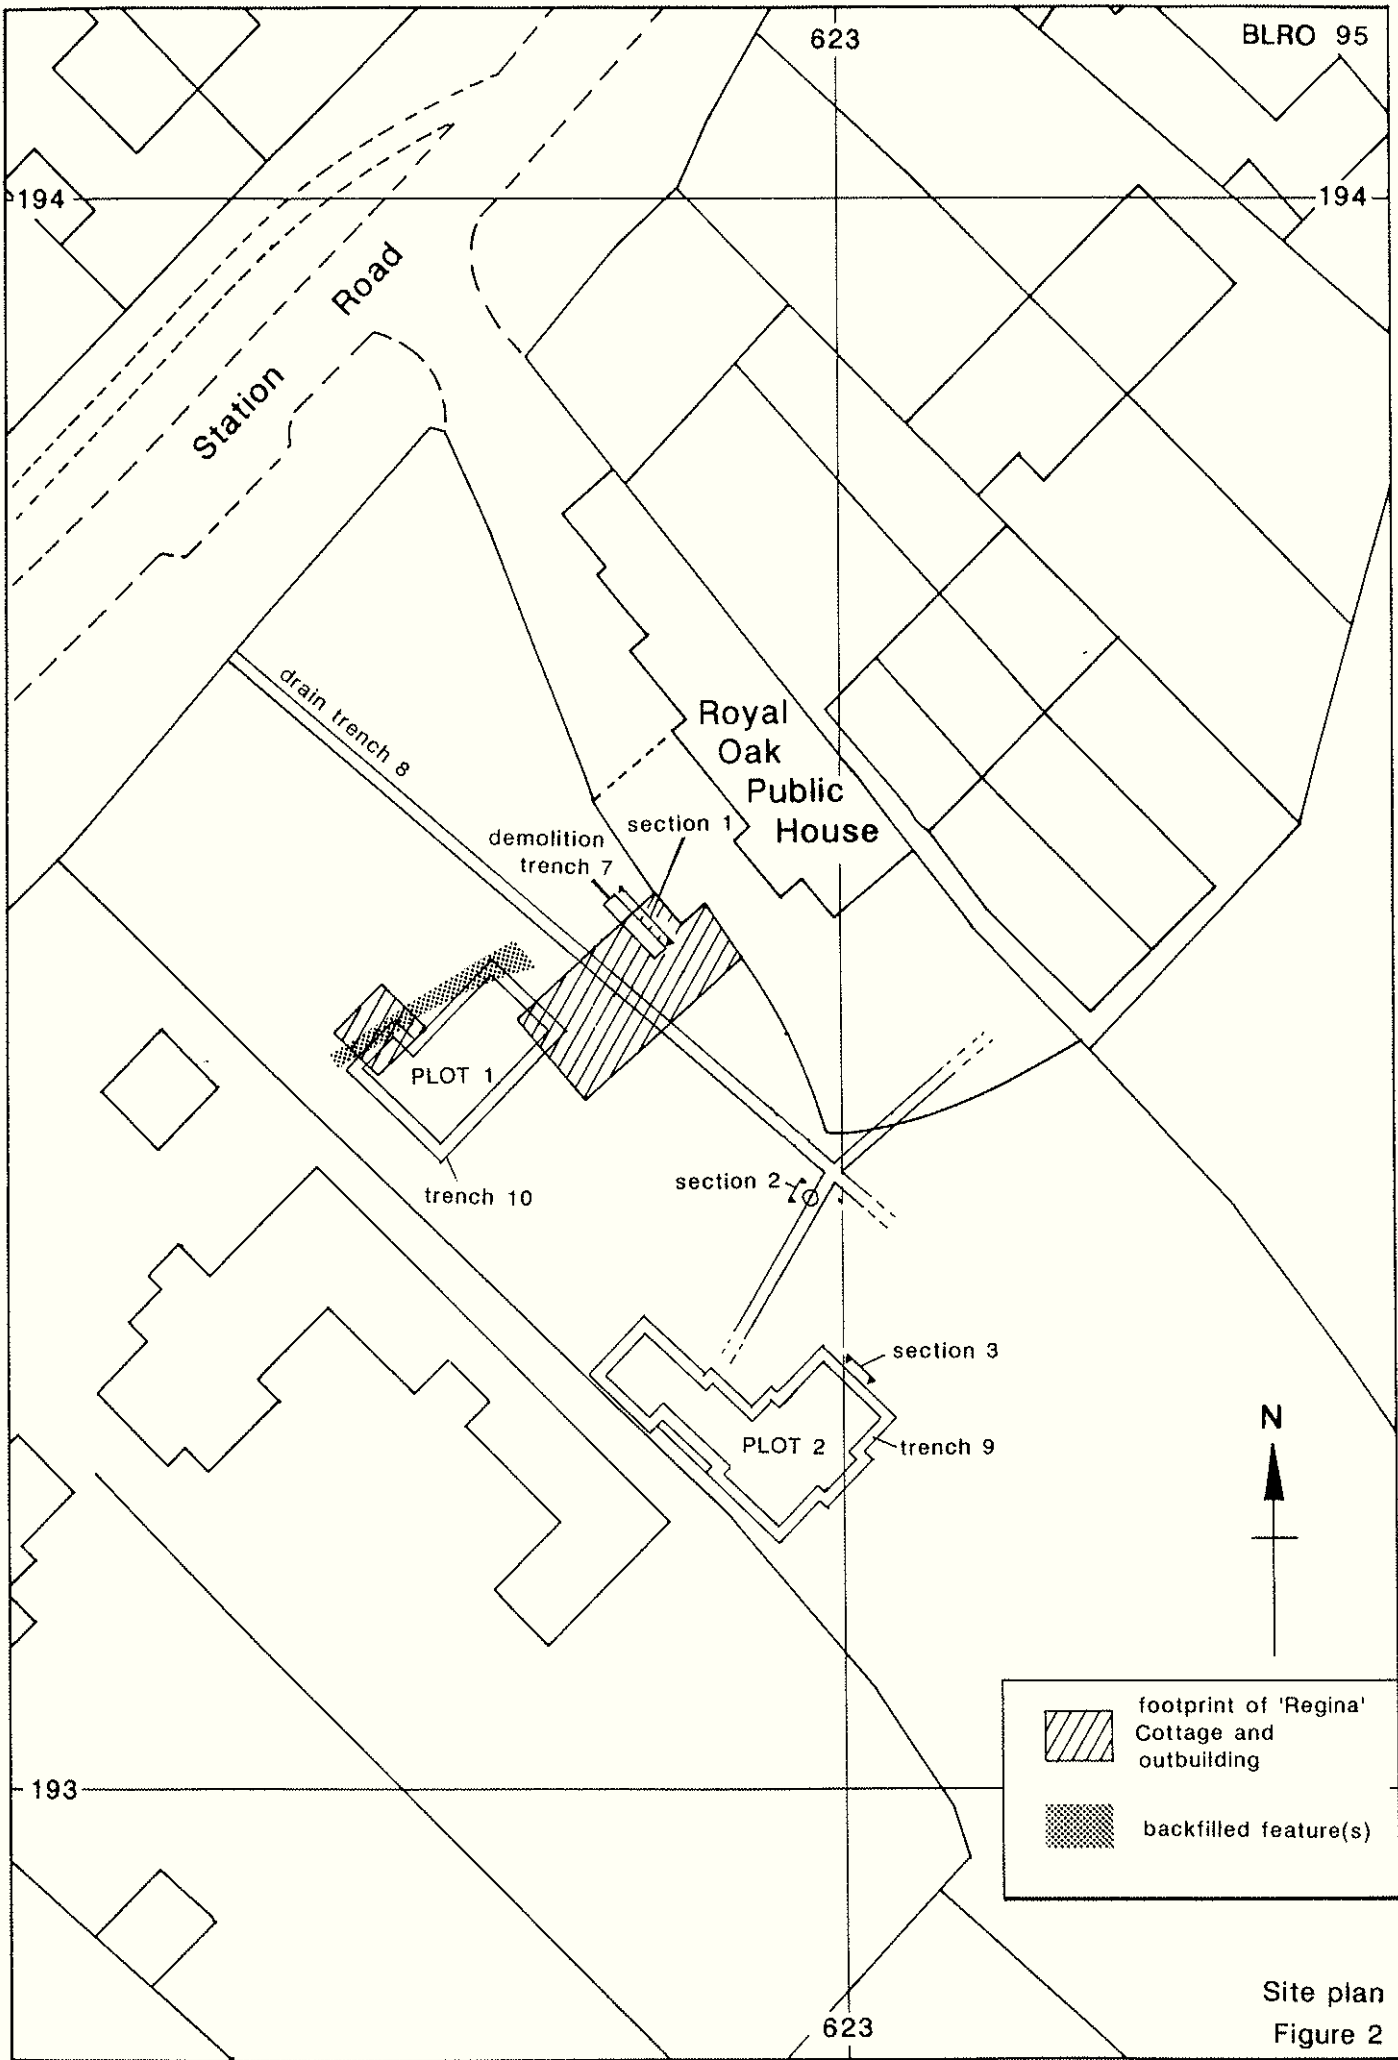 623
BLRO 95
194
194
Station Road
drain trench 8
Royal
Oak
Public
House
section 1
demolition
trench 7
PLOT 1
trench 10
section 2
section 3
PLOT 2
trench 9
N
footprint of 'Regina'
Cottage and
outbuilding
193
backfilled feature(s)
Site plan
623
Figure 2